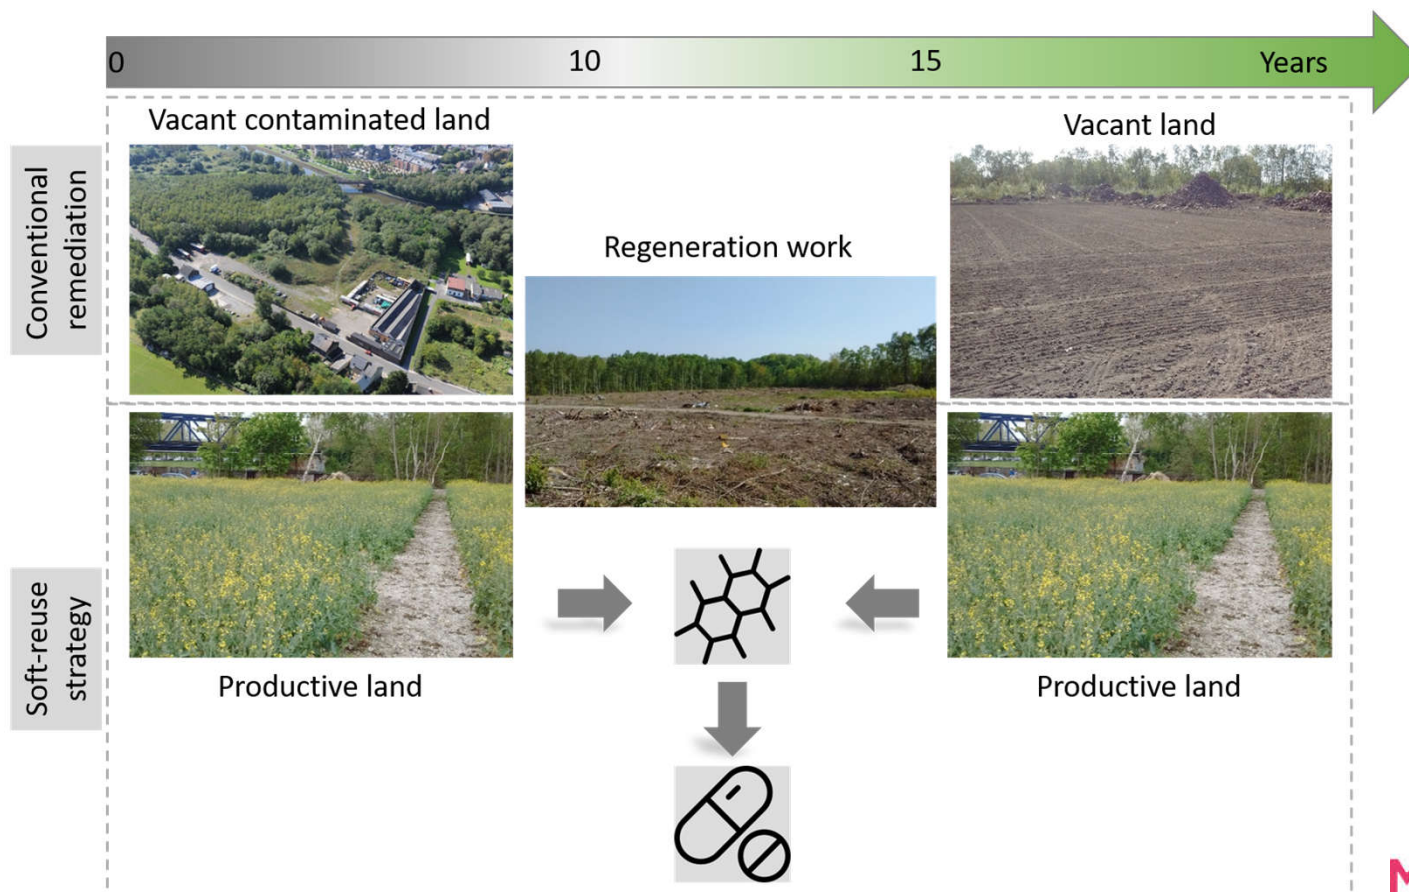 0
10
15
Years
Vacant contaminated land
Vacant land
Conventional
remediation
Regeneration work
Soft-reuse
strategy
Productive land
Productive land